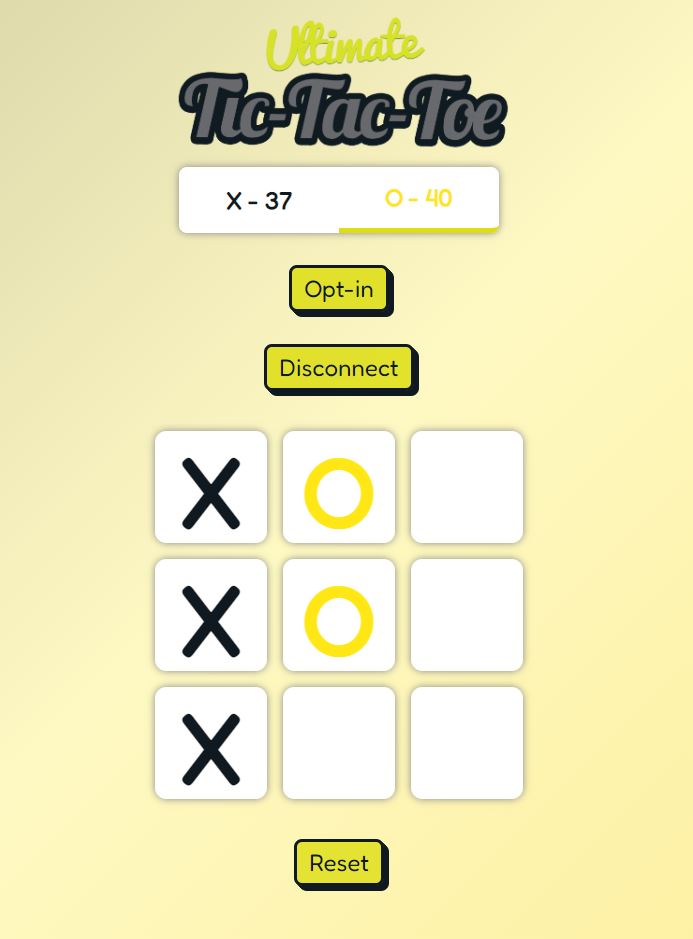 Ultimate
Tic-Tac-Toe
X - 37 O - 40
Opt-in
Disconnect
X O
X O
X
Reset